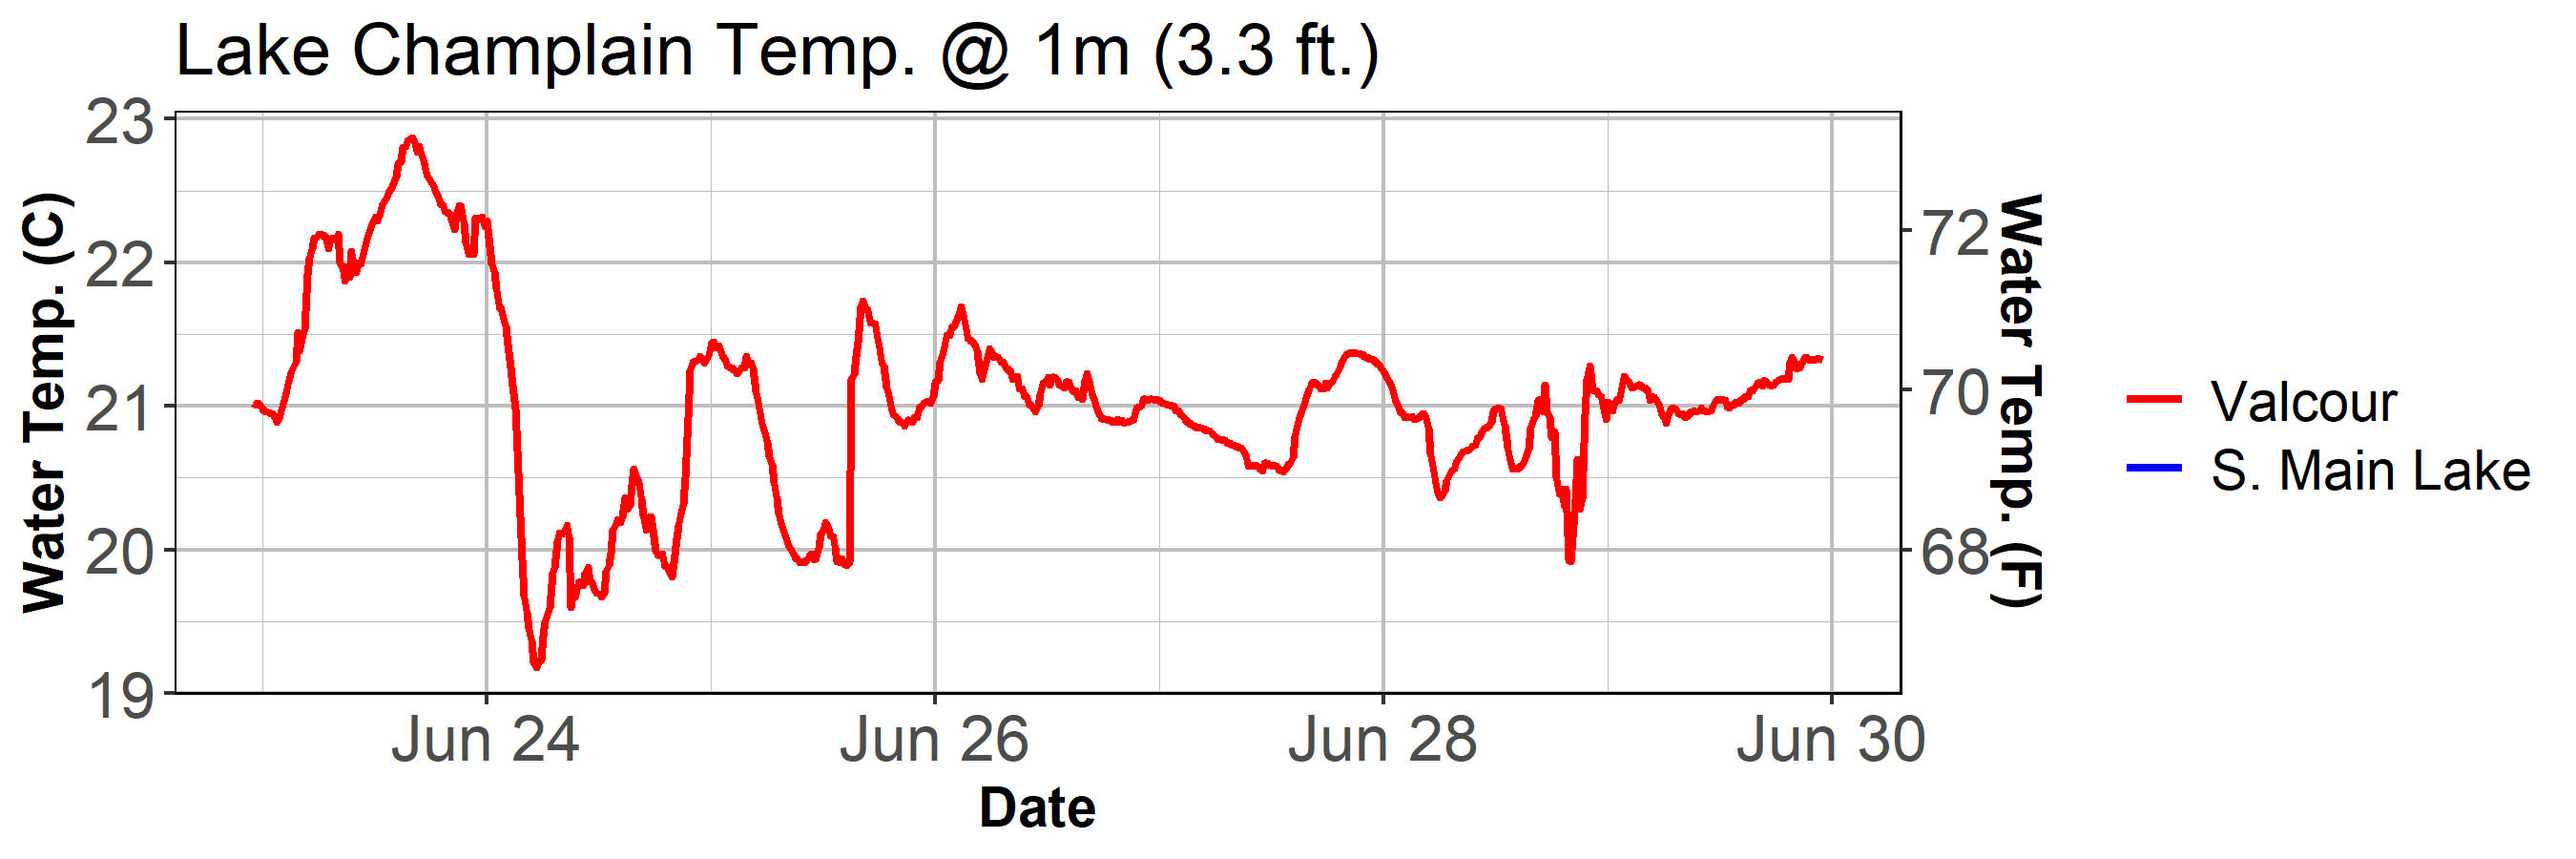 Lake Champlain Temp. @ 1m (3.3 ft.)
Water Temp. (C)
23
22
21
20
19
72
70
68
Water Temp. (F)
Jun 24
Jun 26
Jun 28
Jun 30
Date
Valcour
S. Main Lake